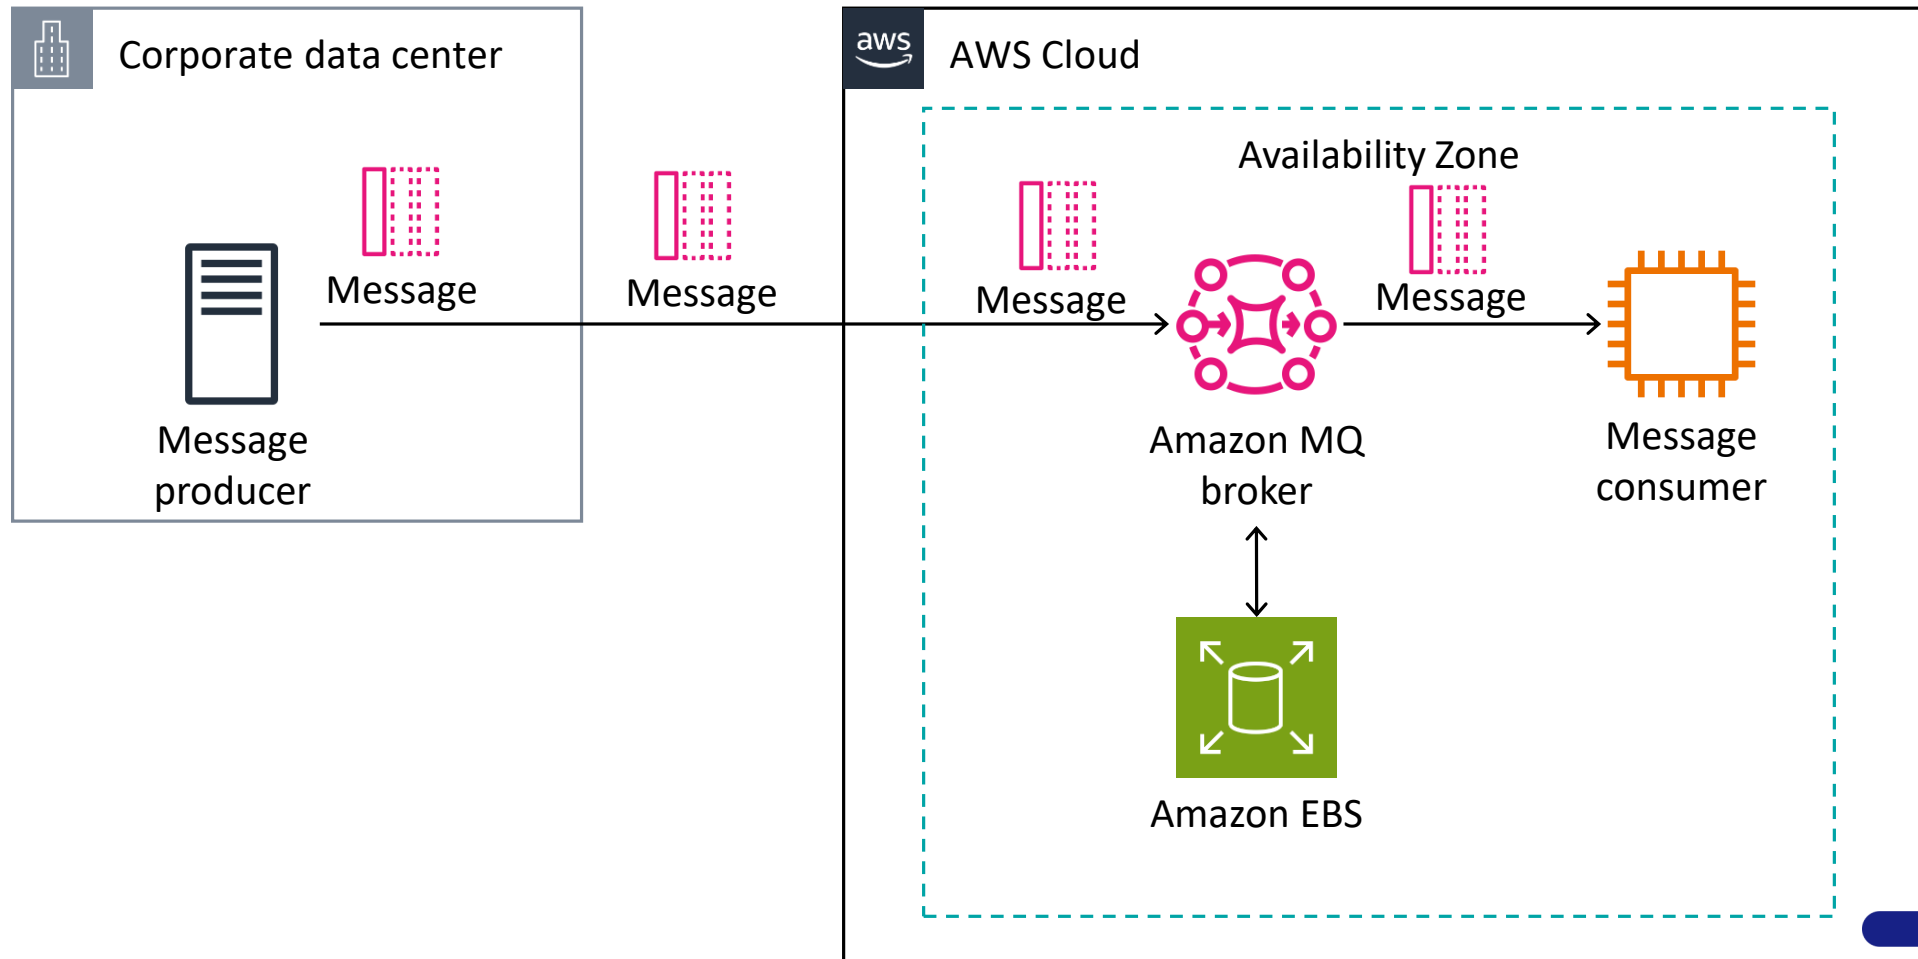 Corporate data center
aws
AWS Cloud
Availability Zone
Message
Message
Message
Message
Message
producer
Amazon MQ
broker
Message
consumer
Amazon EBS